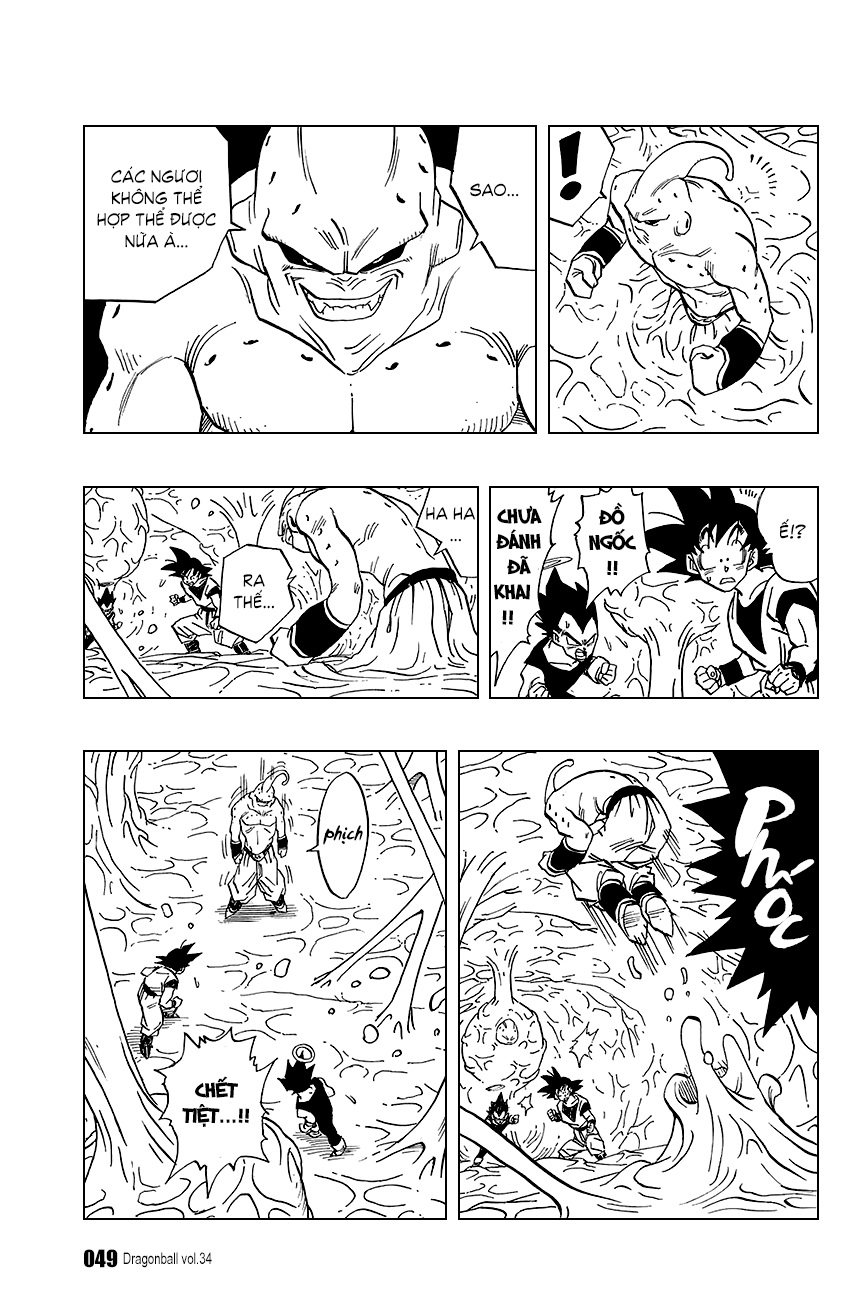 !
SAO...
CÁC NGƯƠI
KHÔNG THỂ
HỢP THỂ ĐƯỢC
NỮA À...
Ế!?
ĐỒ
NGỐC
!!
CHƯA
ĐÁNH
ĐÃ
KHAI
!!
HA HA
...
RA
THẾ...
Phốc
phịch
CHẾT
TIỆT...!!
049 Dragonball vol.34